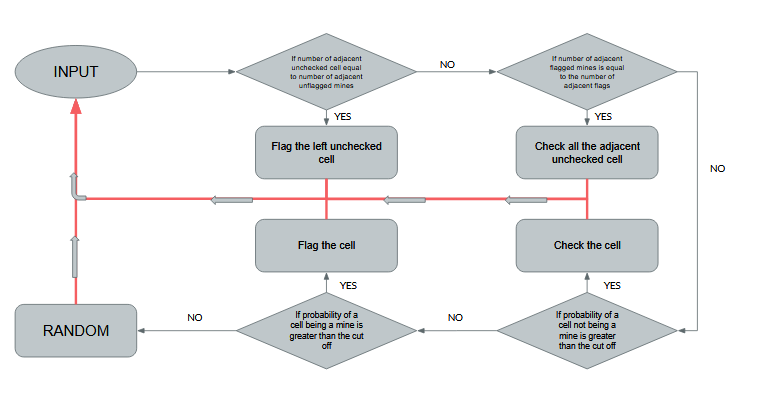 INPUT
If number of adjacent
unchecked cell equal
to number of adjacent
unflagged mines
NO
If number of adjacent
flagged mines is equal
to the number of
adjacent flags
YES
YES
Flag the left unchecked
cell
Check all the adjacent
unchecked cell
NO
Flag the cell
Check the cell
YES
YES
RANDOM
NO
If probability of a
cell being a mine is
greater than the cut
off
NO
If probability of a
cell not being a
mine is greater
than the cut off